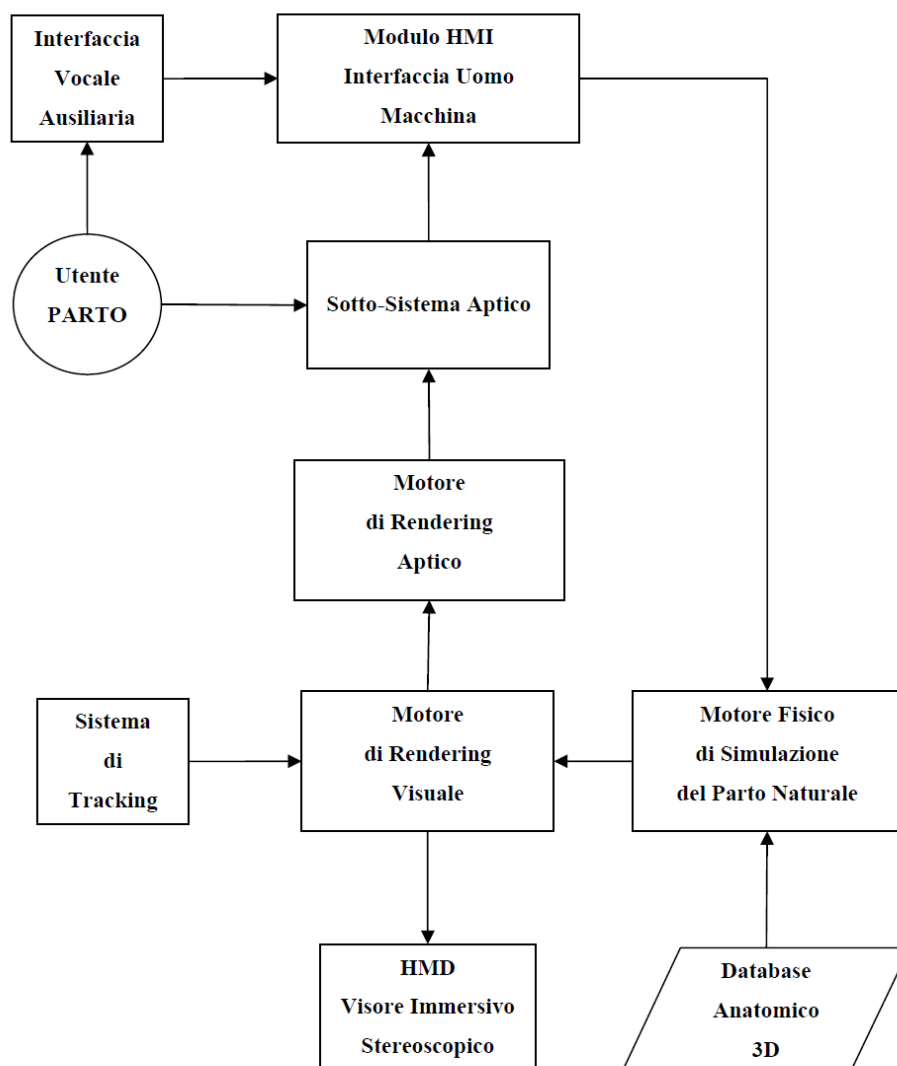 Interfaccia
Vocale
Ausiliaria
Modulo HMI
Interfaccia Uomo
Macchina
Utente
PARTO
Sotto-Sistema Aptico
Motore
di Rendering
Aptico
Sistema
di
Tracking
Motore
di Rendering
Visuale
Motore Fisico
di Simulazione
del Parto Naturale
HMD
Visore Immersivo
Stereoscopico
Database
Anatomico
3D